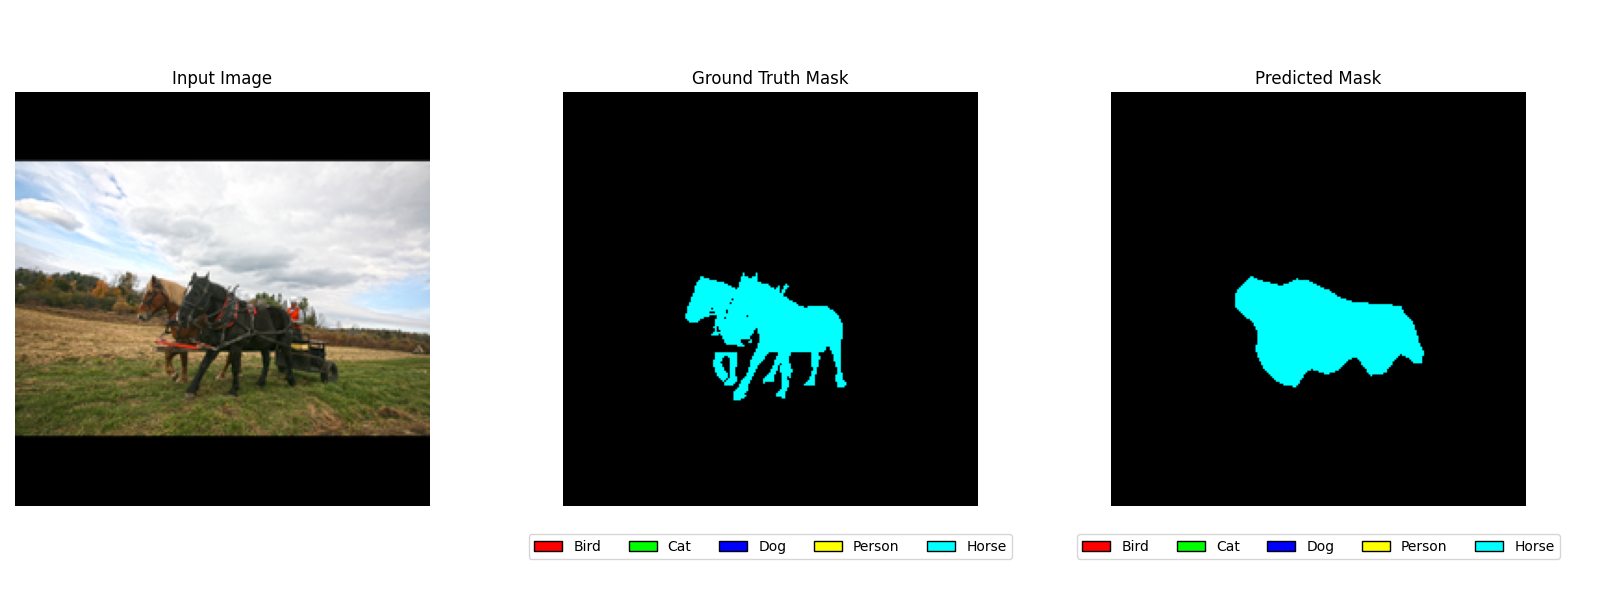 Input Image
Ground Truth Mask
Predicted Mask
Bird Cat Dog Person Horse
Bird Cat Dog Person Horse